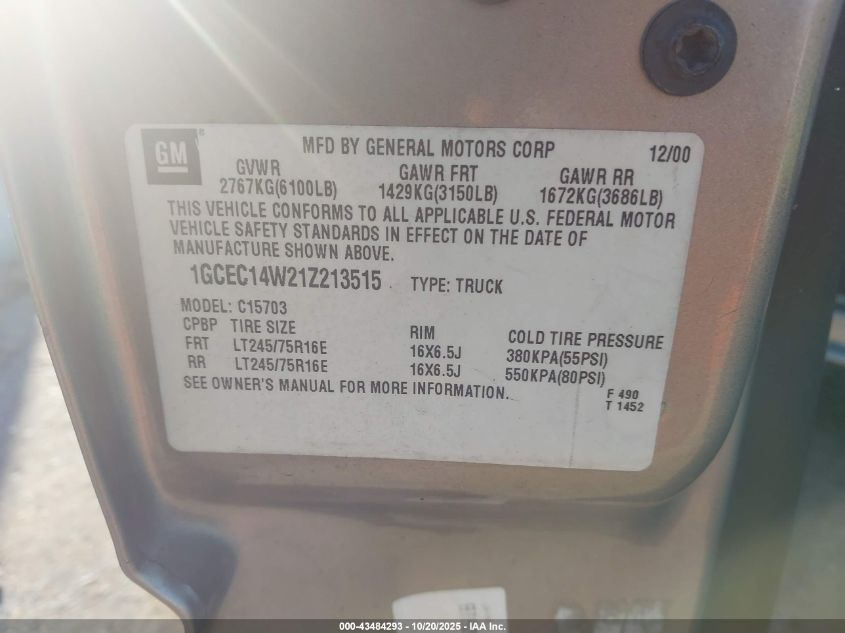 GM®
MFD BY GENERAL MOTORS CORP 12/00
GVWR GAWR FRT GAWR RR
2767KG(6100LB) 1429KG(3150LB) 1672KG(3686LB)
THIS VEHICLE CONFORMS TO ALL APPLICABLE U.S. FEDERAL MOTOR
VEHICLE SAFETY STANDARDS IN EFFECT ON THE DATE OF
MANUFACTURE SHOWN ABOVE.
1GCEC14W21Z213515 TYPE: TRUCK
MODEL: C15703
CPBP TIRE SIZE RIM COLD TIRE PRESSURE
FRT LT245/75R16E 16X6.5J 380KPA(55PSI)
RR LT245/75R16E 16X6.5J 550KPA(80PSI)
SEE OWNER'S MANUAL FOR MORE INFORMATION.
F 490
T 1452
000-43484293 - 10/20/2025 - IAA Inc.